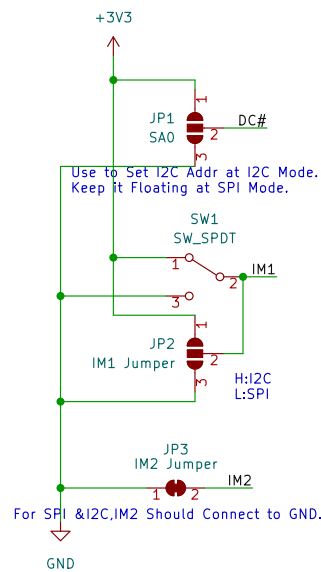 +3V3
1
JP1
SA0
2
DC#
3
Use to Set I2C Addr at I2C Mode.
Keep it Floating at SPI Mode.
SW1
SW_SPDT
1
2
IM1
3
1
JP2
IM1 Jumper
2
3
H:I2C
L:SPI
JP3
IM2 Jumper
1
2
IM2
For SPI &I2C,IM2 Should Connect to GND.
GND